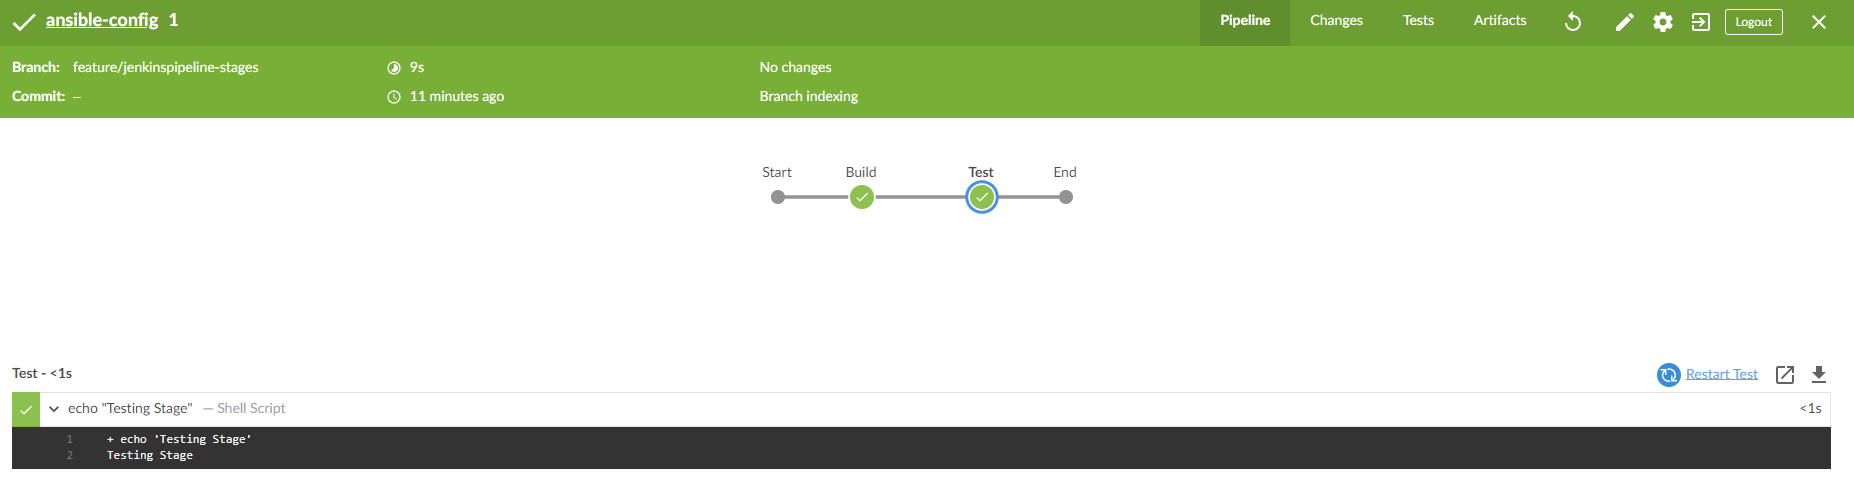 ansible-config 1 Pipeline Changes Tests Artifacts Logout
Branch: feature/jenkinspipeline-stages 9s No changes
Commit: — 11 minutes ago Branch indexing
Start Build Test End
Test - <1s Restart Test
echo "Testing Stage" — Shell Script <1s
1 + echo 'Testing Stage'
2 Testing Stage